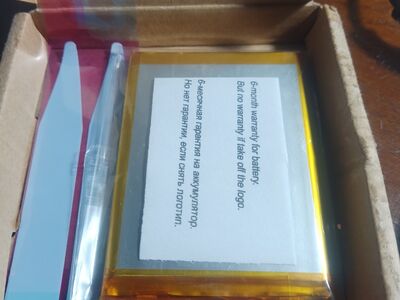 6-month warranty for battery.
But no warranty if take off the logo.
6-месячная гарантия на аккумулятор.
Но нет гарантии, если снять логотип.